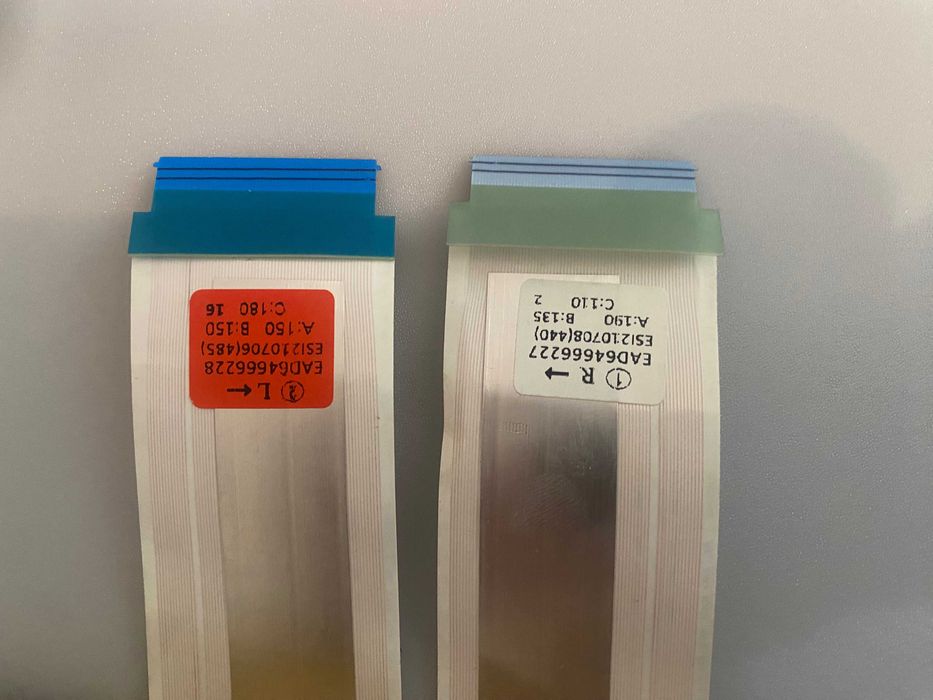 ② L ←
EAD64666228
ESI210706(485)
A:150 B:150
C:180 16
① R →
EAD64666227
ESI210708(440)
A:190 B:135
C:110 2